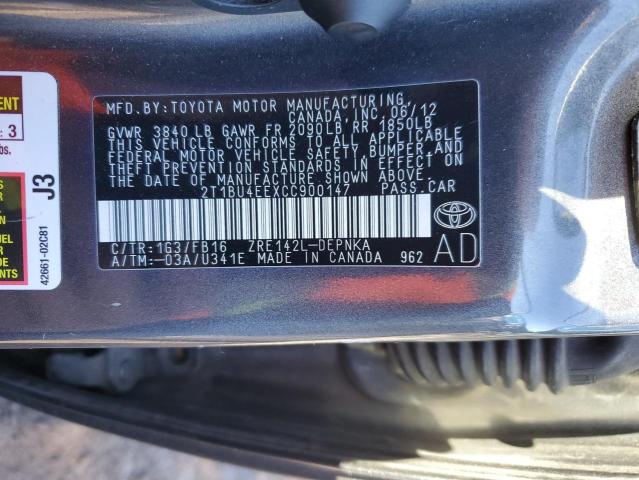 MFD.BY:TOYOTA MOTOR MANUFACTURING
CANADA, INC. 06/12
GVWR 3840 LB GAWR FR 2090LB RR 1850LB
THIS VEHICLE CONFORMS TO ALL APPLICABLE
FEDERAL MOTOR VEHICLE SAFETY, BUMPER, AND
THEFT PREVENTION STANDARDS IN EFFECT ON
THE DATE OF MANUFACTURE SHOWN ABOVE.
2T1BU4EEXCC900147 PASS.CAR
C/TR:1G3/FB16 ZRE142L-DEPNKA
A/TM:-03A/U341E MADE IN CANADA 962
AD
J3
42661-02C81
3
bs.